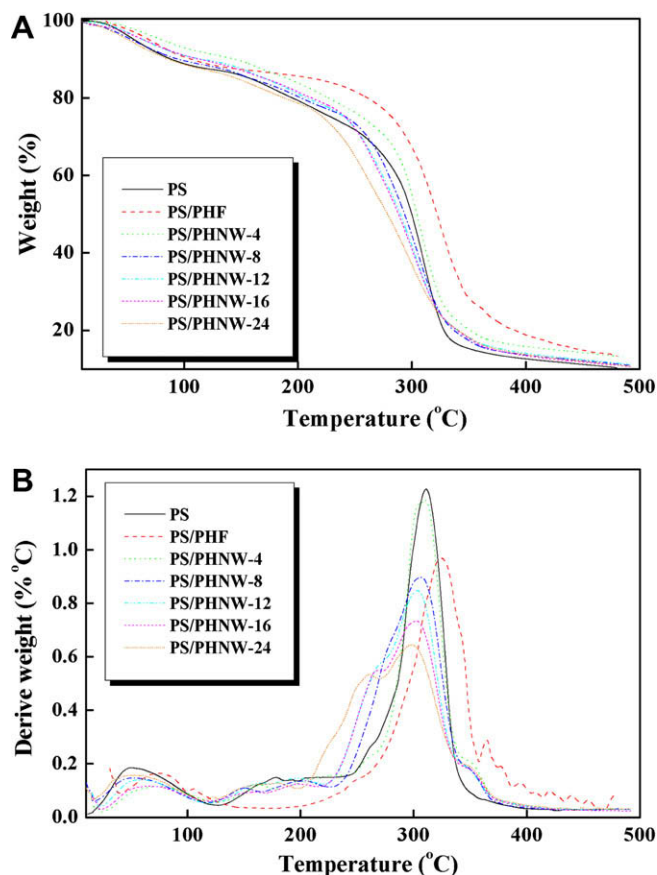 A
100
80
60
40
20
Weight (%)
PS
PS/PHF
PS/PHNW-4
PS/PHNW-8
PS/PHNW-12
PS/PHNW-16
PS/PHNW-24
100 200 300 400 500
Temperature (°C)
B
1.2
1.0
0.8
0.6
0.4
0.2
0.0
Derive weight (% °C)
PS
PS/PHF
PS/PHNW-4
PS/PHNW-8
PS/PHNW-12
PS/PHNW-16
PS/PHNW-24
100 200 300 400 500
Temperature (°C)